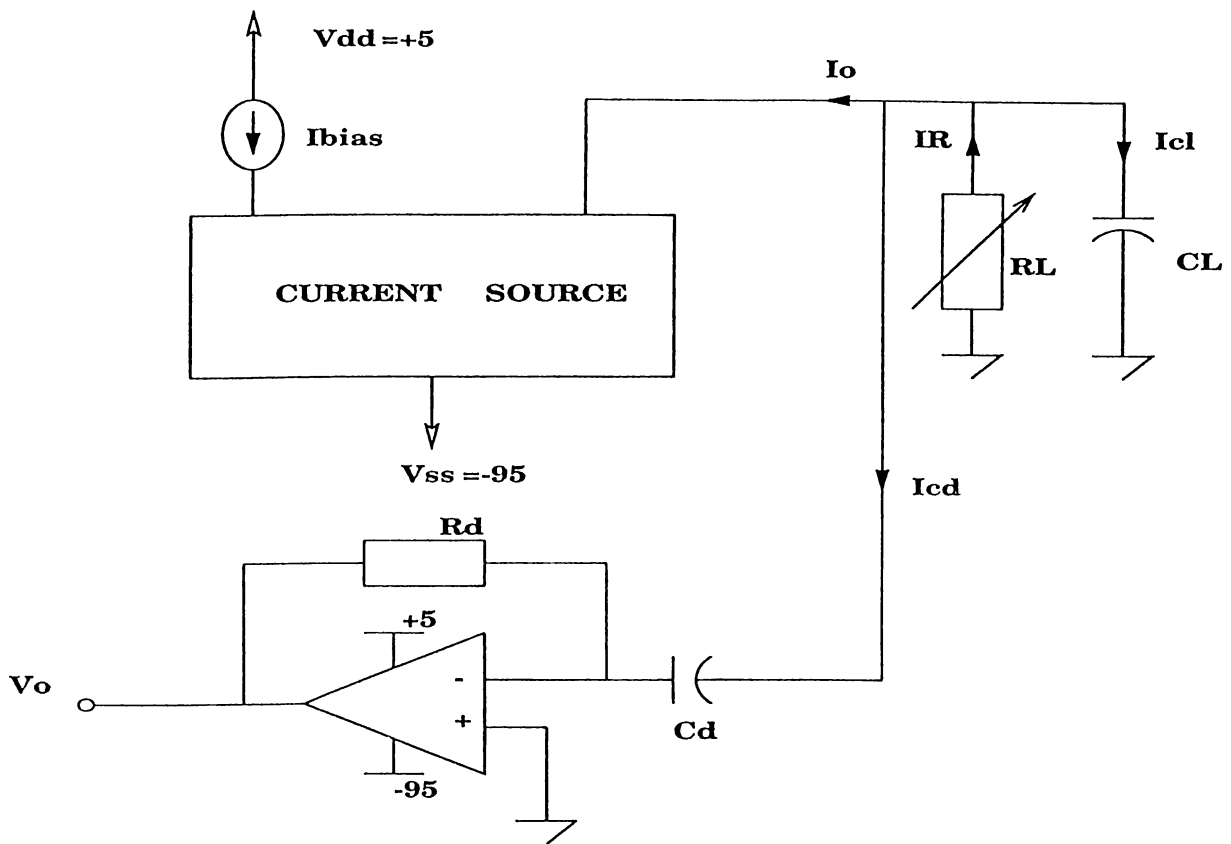 Vdd =+5
Io
Ibias
IR
Icl
RL
CL
CURRENT SOURCE
Vss =-95
Icd
Rd
+5
Vo
-
+
Cd
-95